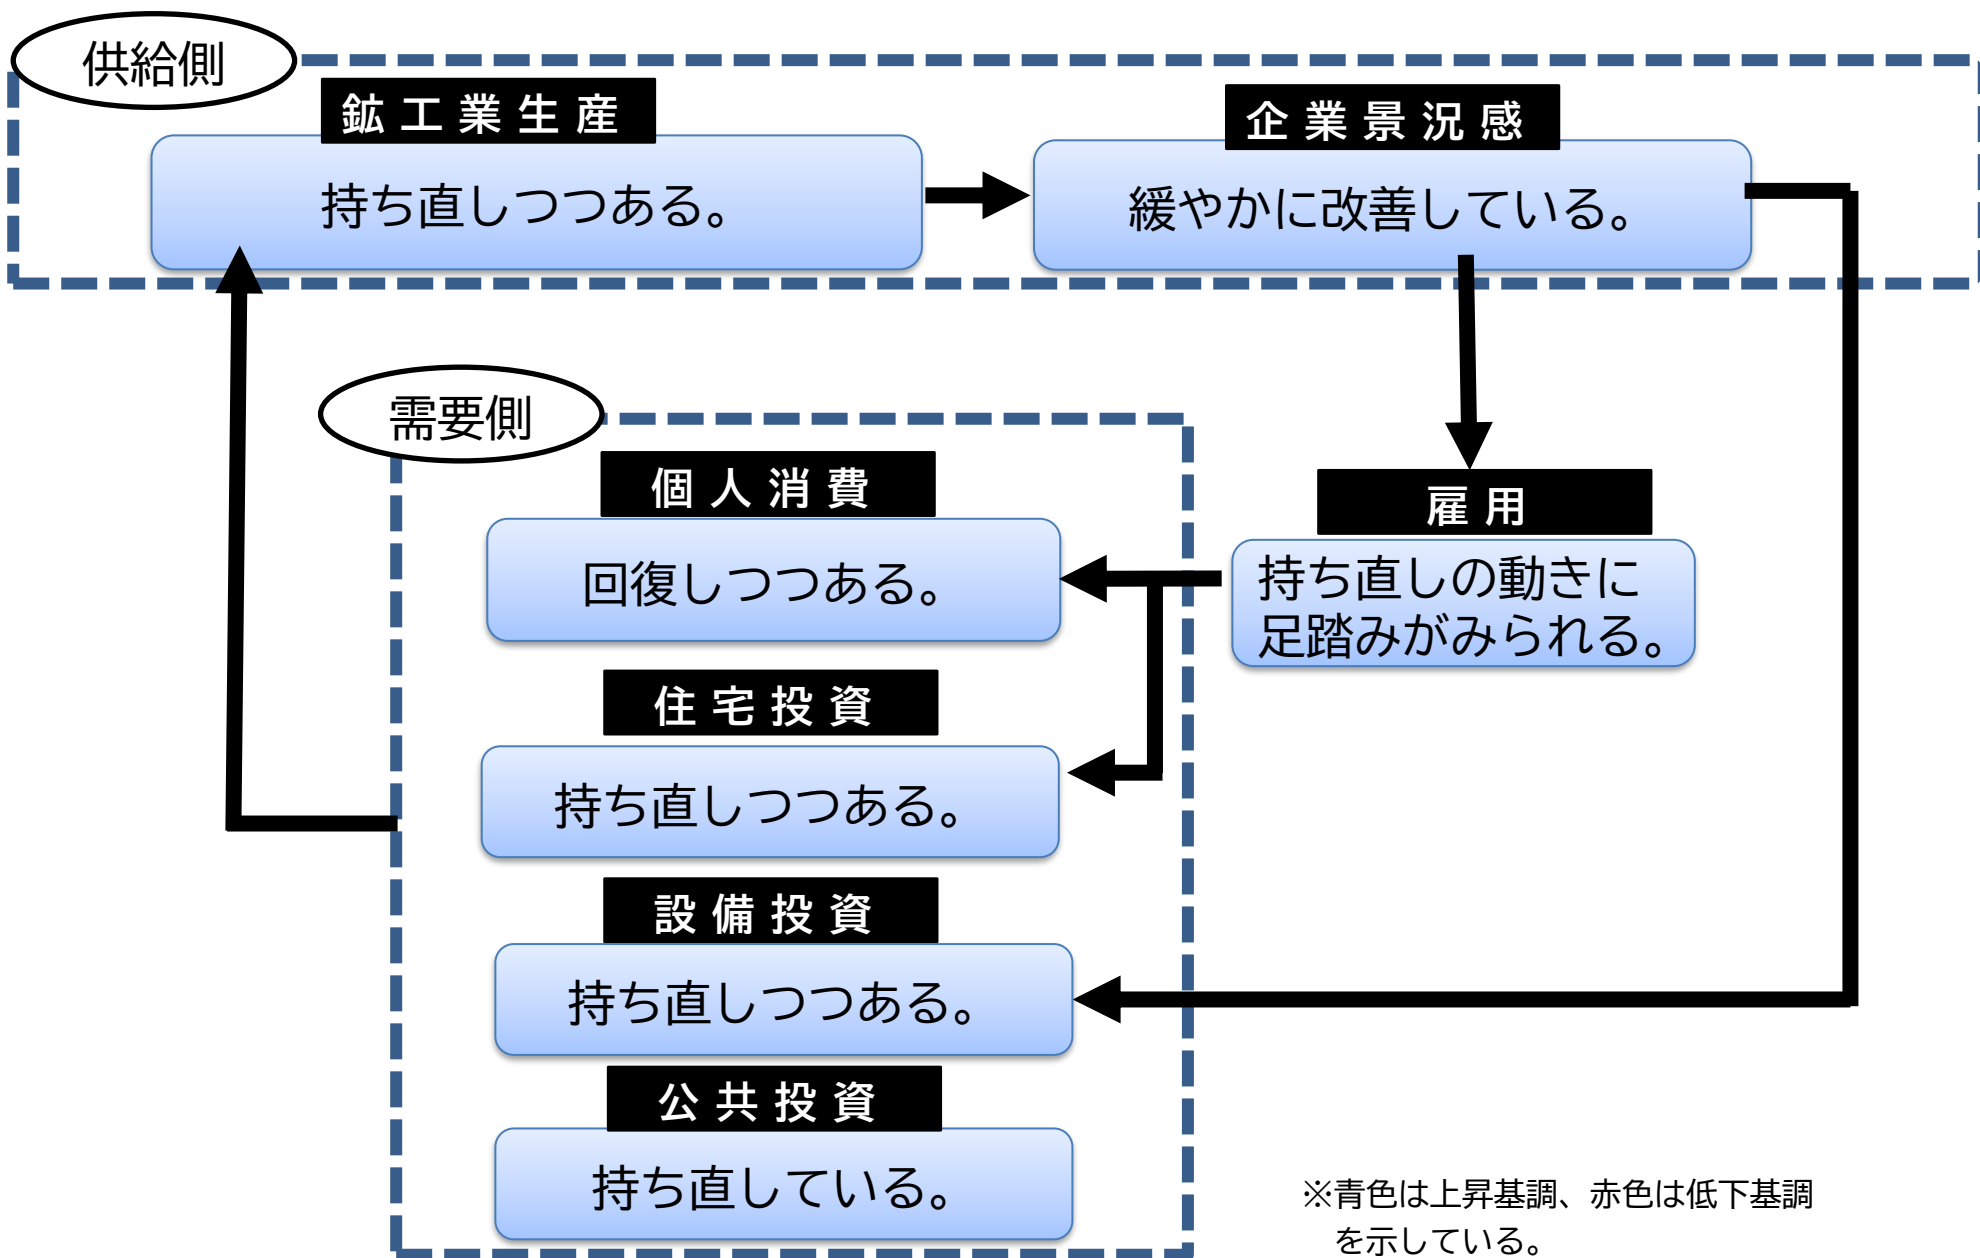 供給側
鉱工業生産
持ち直しつつある。
企業景況感
緩やかに改善している。
需要側
個人消費
回復しつつある。
雇用
持ち直しの動きに
足踏みがみられる。
住宅投資
持ち直しつつある。
設備投資
持ち直しつつある。
公共投資
持ち直している。
※青色は上昇基調、赤色は低下基調
を示している。